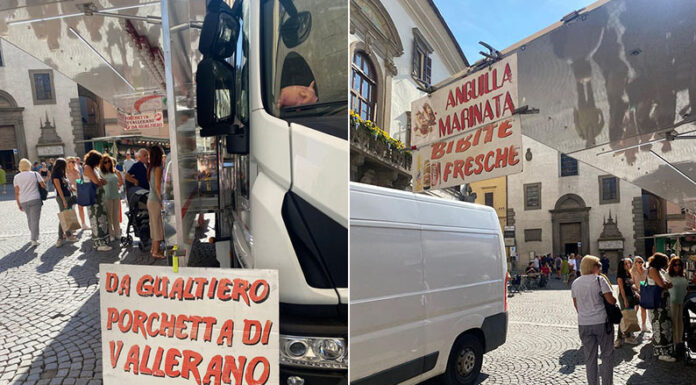 DA GUALTIERO
PORCHETTA DI
VALLERANO
ANGUILLA
MARINATA
BIBITE
FRESCHE